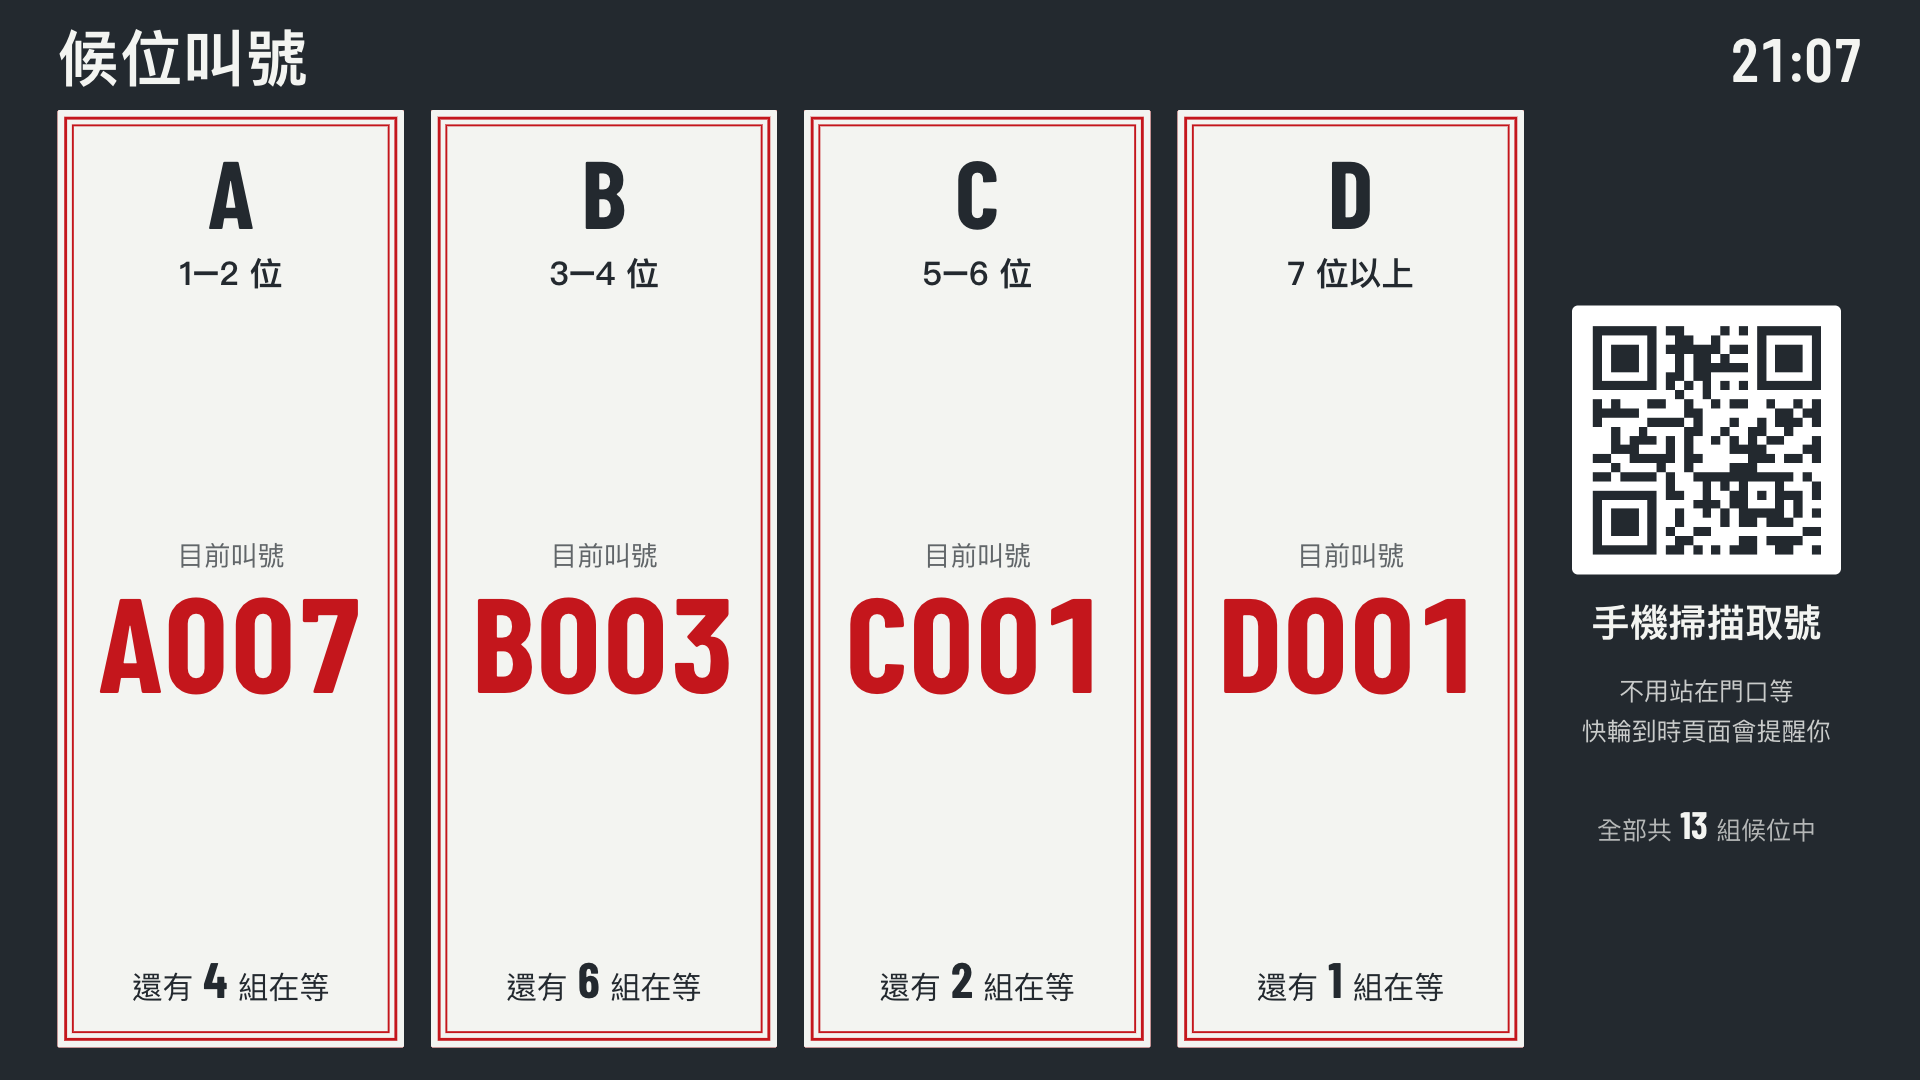 候位叫號
21:07
A
1–2 位
目前叫號
A007
還有 4 組在等
B
3–4 位
目前叫號
B003
還有 6 組在等
C
5–6 位
目前叫號
C001
還有 2 組在等
D
7 位以上
目前叫號
D001
還有 1 組在等
手機掃描取號
不用站在門口等
快輪到時頁面會提醒你
全部共 13 組候位中